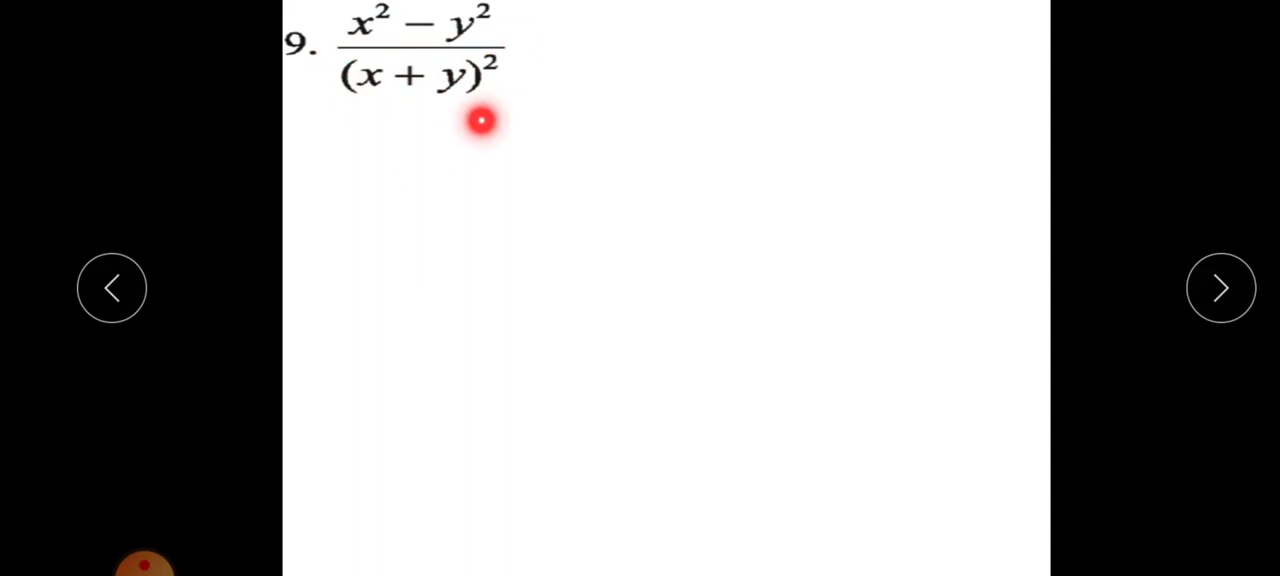 9. x² − y²
(x + y)²